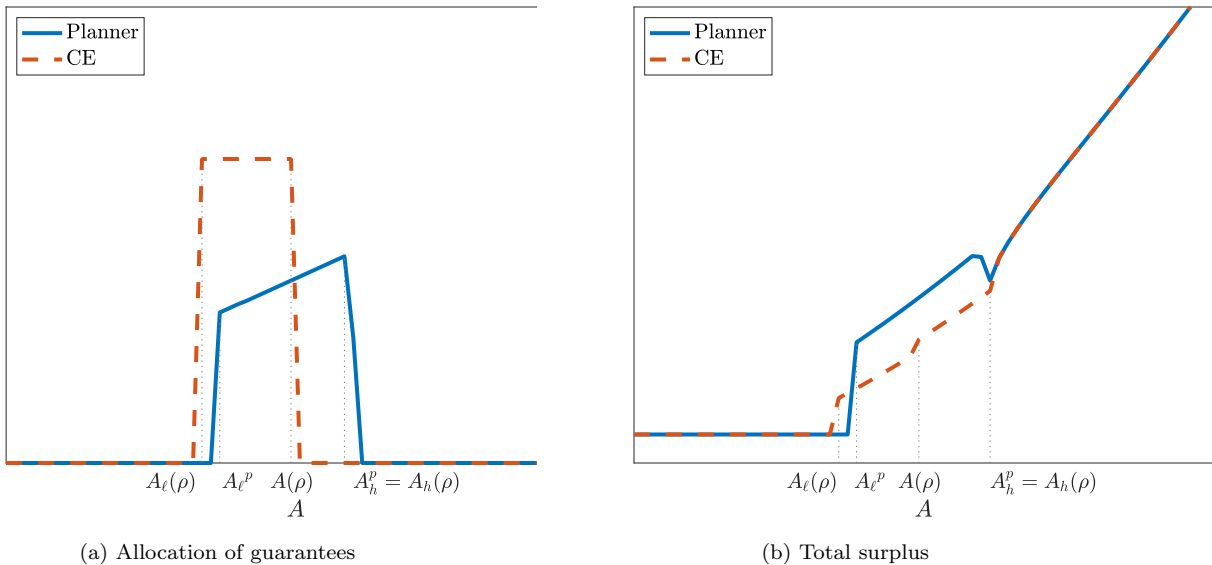 Planner
CE
A_ℓ(ρ) A_ℓ^p A(ρ) A_h^p = A_h(ρ)
A
(a) Allocation of guarantees
Planner
CE
A_ℓ(ρ) A_ℓ^p A(ρ) A_h^p = A_h(ρ)
A
(b) Total surplus